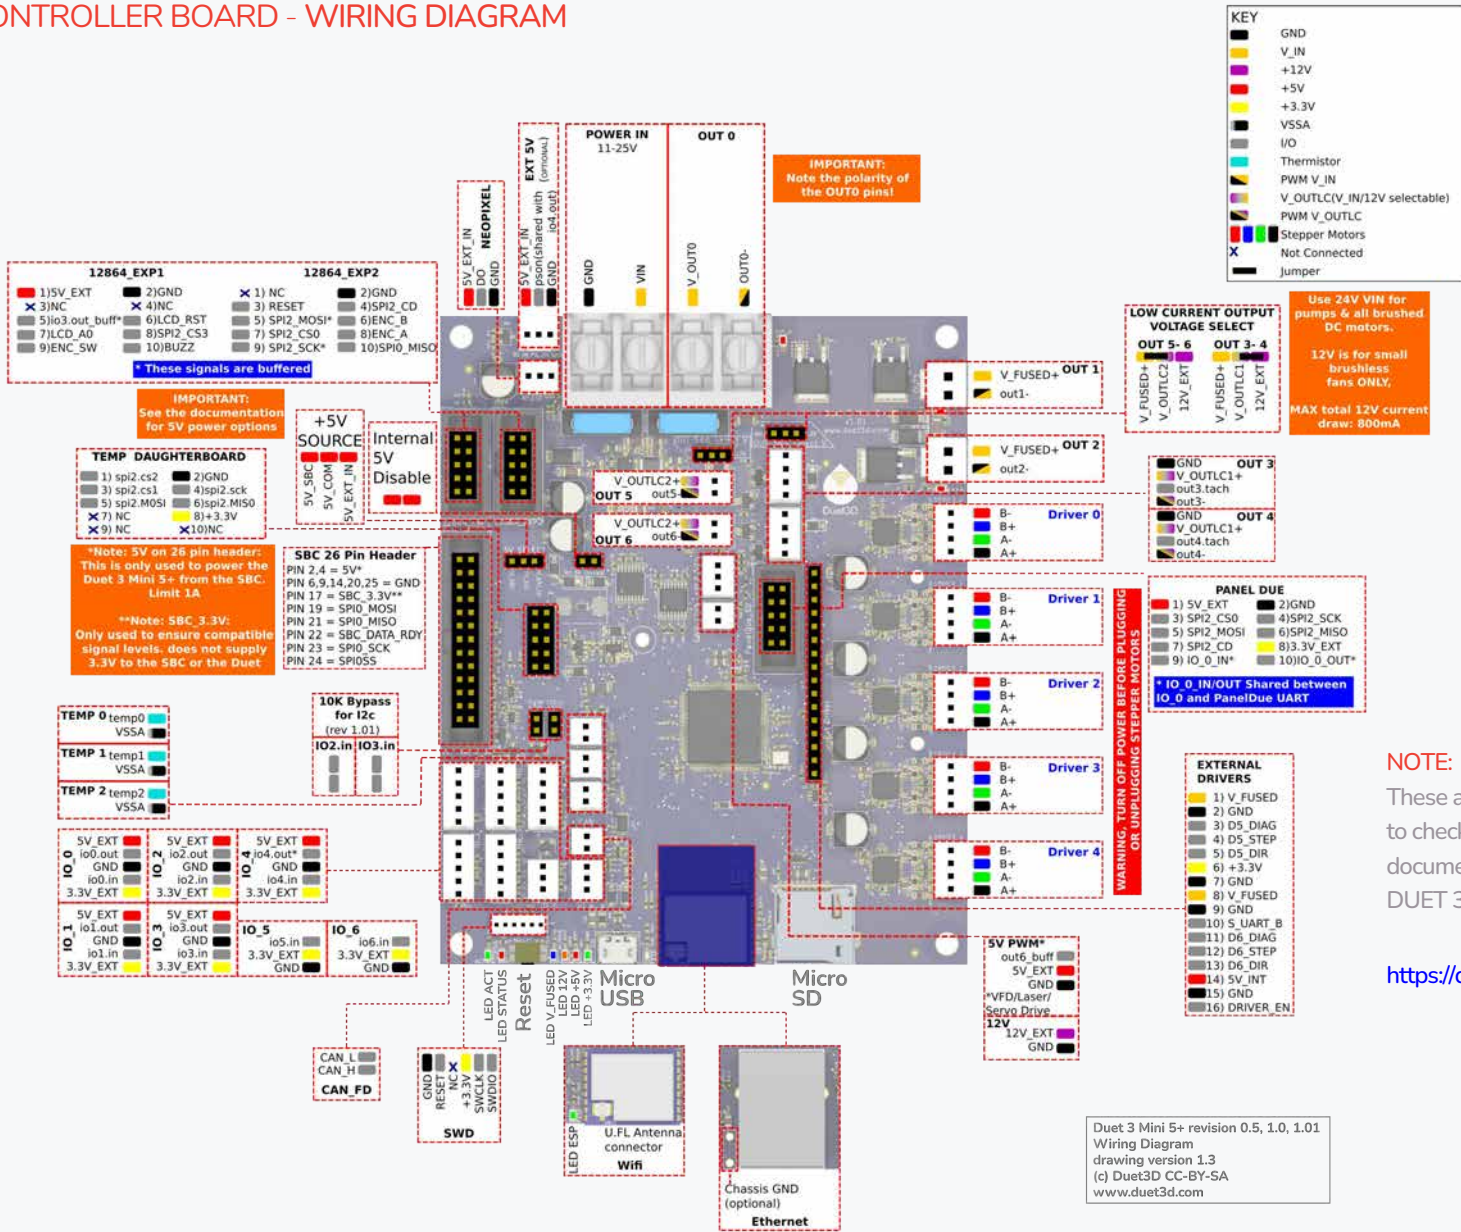 ONTROLLER BOARD - WIRING DIAGRAM
KEY
GND
V_IN
+12V
+5V
+3.3V
VSSA
I/O
Thermistor
PWM V_IN
V_OUTLC(V_IN/12V selectable)
PWM V_OUTLC
Stepper Motors
X Not Connected
Jumper
NEOPIXEL
5V_EXT_IN
DO
GND
EXT 5V
(OPTIONAL)
5V_EXT_IN
pson(shared with
io4.out)
GND
POWER IN
11-25V
GND
VIN
OUT 0
V_OUT0
OUT0-
IMPORTANT:
Note the polarity of
the OUT0 pins!
12864_EXP1
1)5V_EXT 2)GND
X 3)NC X 4)NC
5)io3.out_buff* 6)LCD_RST
7)LCD_A0 8)SPI2_CS3
9)ENC_SW 10)BUZZ
12864_EXP2
X 1) NC 2)GND
3) RESET 4)SPI2_CD
5) SPI2_MOSI* 6)ENC_B
7) SPI2_CS0 8)ENC_A
9) SPI2_SCK* 10)SPI0_MISO
* These signals are buffered
IMPORTANT:
See the documentation
for 5V power options
+5V
SOURCE
5V_SBC
5V_COM
5V_EXT_IN
Internal
5V
Disable
TEMP DAUGHTERBOARD
1) spi2.cs2 2)GND
3) spi2.cs1 4)spi2.sck
5) spi2.MOSI 6)spi2.MISO
X 7) NC 8)+3.3V
X 9) NC X 10)NC
*Note: 5V on 26 pin header:
This is only used to power the
Duet 3 Mini 5+ from the SBC.
Limit 1A
**Note: SBC_3.3V:
Only used to ensure compatible
signal levels. does not supply
3.3V to the SBC or the Duet
SBC 26 Pin Header
PIN 2,4 = 5V*
PIN 6,9,14,20,25 = GND
PIN 17 = SBC_3.3V**
PIN 19 = SPI0_MOSI
PIN 21 = SPI0_MISO
PIN 22 = SBC_DATA_RDY
PIN 23 = SPI0_SCK
PIN 24 = SPI0SS
10K Bypass
for I2c
(rev 1.01)
IO2.in IO3.in
TEMP 0 temp0
VSSA
TEMP 1 temp1
VSSA
TEMP 2 temp2
VSSA
IO_0
5V_EXT
io0.out
GND
io0.in
3.3V_EXT
IO_2
5V_EXT
io2.out
GND
io2.in
3.3V_EXT
IO_4
5V_EXT
io4.out*
GND
io4.in
3.3V_EXT
IO_1
5V_EXT
io1.out
GND
io1.in
3.3V_EXT
IO_3
5V_EXT
io3.out
GND
io3.in
3.3V_EXT
IO_5
io5.in
3.3V_EXT
GND
IO_6
io6.in
3.3V_EXT
GND
CAN_L
CAN_H
CAN_FD
GND
RESET
NC
X
+3.3V
SWCLK
SWDIO
SWD
LED ACT
LED STATUS
Reset
LED V_FUSED
LED 12V
LED +5V
LED +3.3V
Micro
USB
Micro
SD
LED ESP
U.FL Antenna
connector
Wifi
Chassis GND
(optional)
Ethernet
V_OUTLC2+
OUT 5 out5-
V_OUTLC2+
OUT 6 out6-
v1.01
www.duet3d.com
Duet3D
V_FUSED+ OUT 1
out1-
V_FUSED+ OUT 2
out2-
LOW CURRENT OUTPUT
VOLTAGE SELECT
OUT 5- 6 OUT 3- 4
V_FUSED+
V_OUTLC2
12V_EXT
V_FUSED+
V_OUTLC1
12V_EXT
Use 24V VIN for
pumps & all brushed
DC motors.
12V is for small
brushless
fans ONLY,
MAX total 12V current
draw: 800mA
GND OUT 3
V_OUTLC1+
out3.tach
out3-
GND OUT 4
V_OUTLC1+
out4.tach
out4-
B- Driver 0
B+
A-
A+
B- Driver 1
B+
A-
A+
B- Driver 2
B+
A-
A+
B- Driver 3
B+
A-
A+
B- Driver 4
B+
A-
A+
WARNING, TURN OFF POWER BEFORE PLUGGING
OR UNPLUGGING STEPPER MOTORS
PANEL DUE
1) 5V_EXT 2)GND
3) SPI2_CS0 4)SPI2_SCK
5) SPI2_MOSI 6)SPI2_MISO
7) SPI2_CD 8)3.3V_EXT
9) IO_0_IN* 10)IO_0_OUT*
* IO_0_IN/OUT Shared between
IO_0 and PanelDue UART
EXTERNAL
DRIVERS
1) V_FUSED
2) GND
3) D5_DIAG
4) D5_STEP
5) D5_DIR
6) +3.3V
7) GND
8) V_FUSED
9) GND
10) S_UART_B
11) D6_DIAG
12) D6_STEP
13) D6_DIR
14) 5V_INT
15) GND
16) DRIVER_EN
NOTE:
These a
to check
docume
DUET 3
https://d
5V PWM*
out6_buff
5V_EXT
GND
*VFD/Laser/
Servo Drive
12V
12V_EXT
GND
Duet 3 Mini 5+ revision 0.5, 1.0, 1.01
Wiring Diagram
drawing version 1.3
(c) Duet3D CC-BY-SA
www.duet3d.com